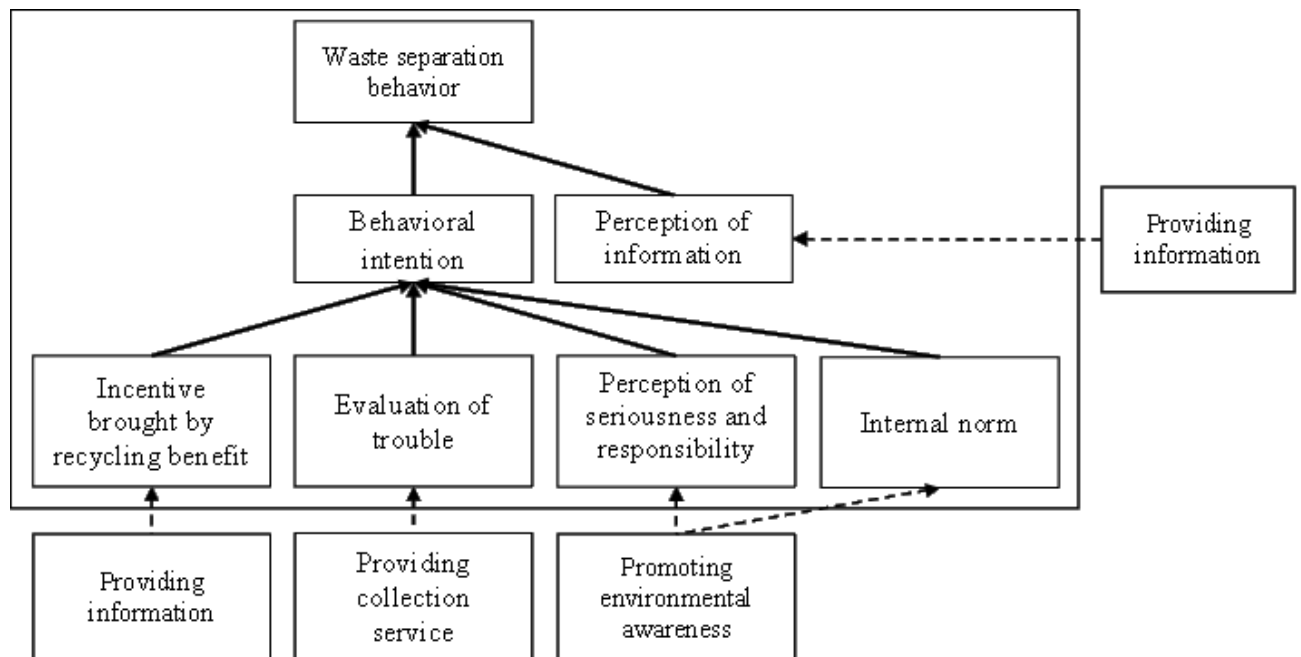 Waste separation
behavior
Behavioral
intention
Perception of
information
Providing
information
Incentive
brought by
recycling benefit
Evaluation of
trouble
Perception of
seriousness and
responsibility
Internal norm
Providing
information
Providing
collection
service
Promoting
environmental
awareness